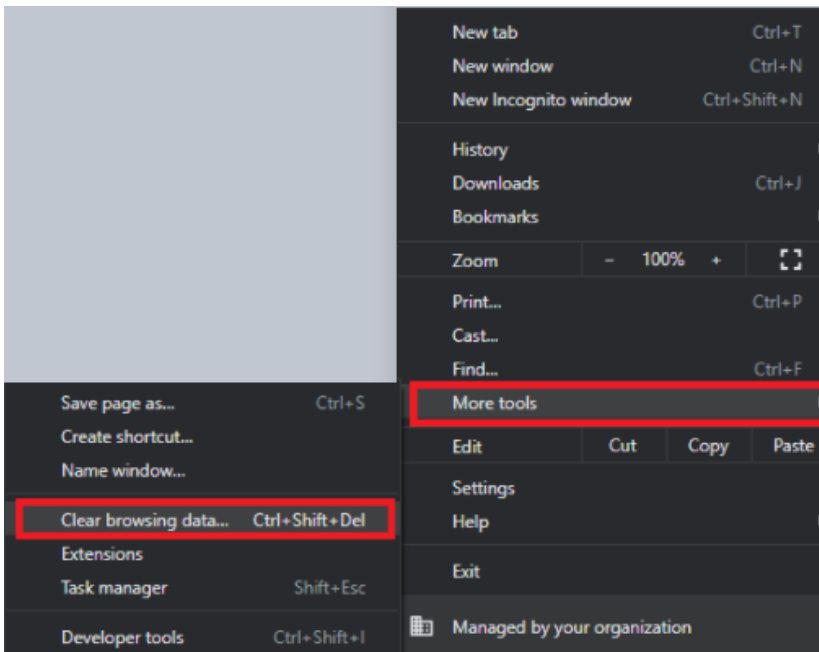 New tab Ctrl+T
New window Ctrl+N
New Incognito window Ctrl+Shift+N
History
Downloads Ctrl+J
Bookmarks
Zoom - 100% +
Print... Ctrl+P
Cast...
Find... Ctrl+F
More tools
Edit Cut Copy Paste
Settings
Help
Exit
Managed by your organization
Save page as... Ctrl+S
Create shortcut...
Name window...
Clear browsing data... Ctrl+Shift+Del
Extensions
Task manager Shift+Esc
Developer tools Ctrl+Shift+I